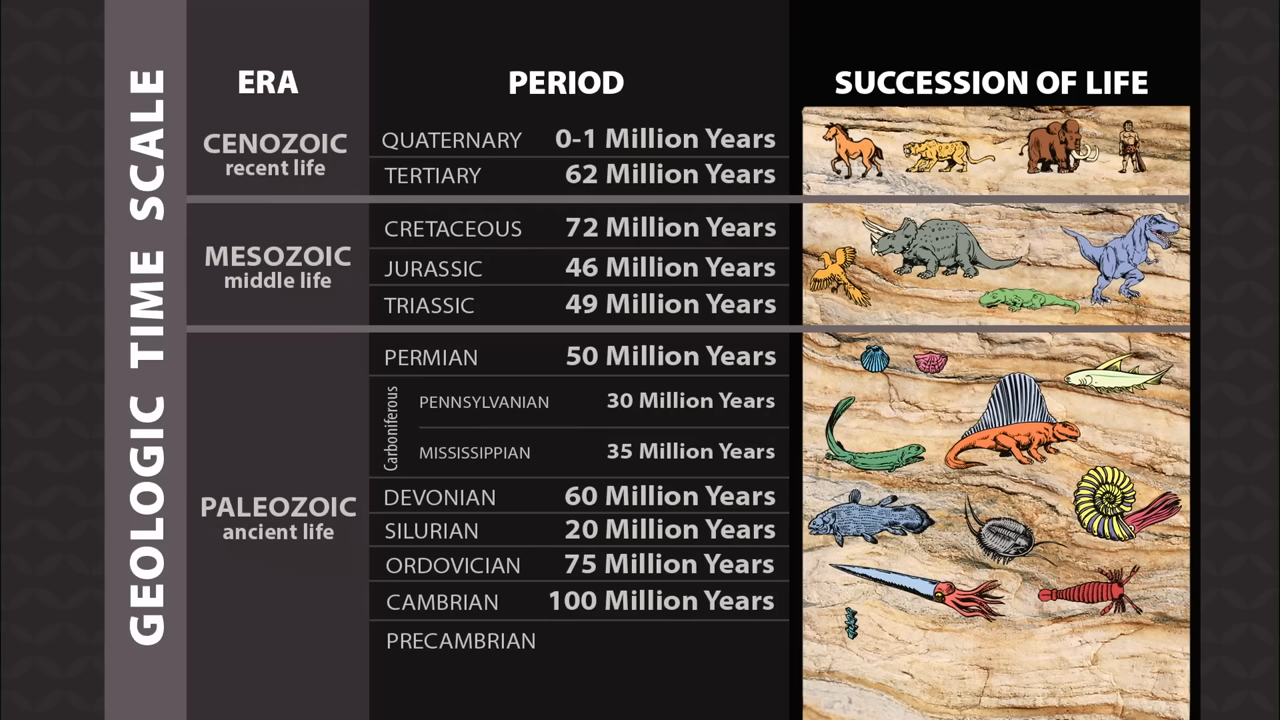 GEOLOGIC TIME SCALE
ERA
PERIOD
SUCCESSION OF LIFE
CENOZOIC
recent life
QUATERNARY 0-1 Million Years
TERTIARY 62 Million Years
MESOZOIC
middle life
CRETACEOUS 72 Million Years
JURASSIC 46 Million Years
TRIASSIC 49 Million Years
PALEOZOIC
ancient life
PERMIAN 50 Million Years
Carboniferous
PENNSYLVANIAN 30 Million Years
MISSISSIPPIAN 35 Million Years
DEVONIAN 60 Million Years
SILURIAN 20 Million Years
ORDOVICIAN 75 Million Years
CAMBRIAN 100 Million Years
PRECAMBRIAN